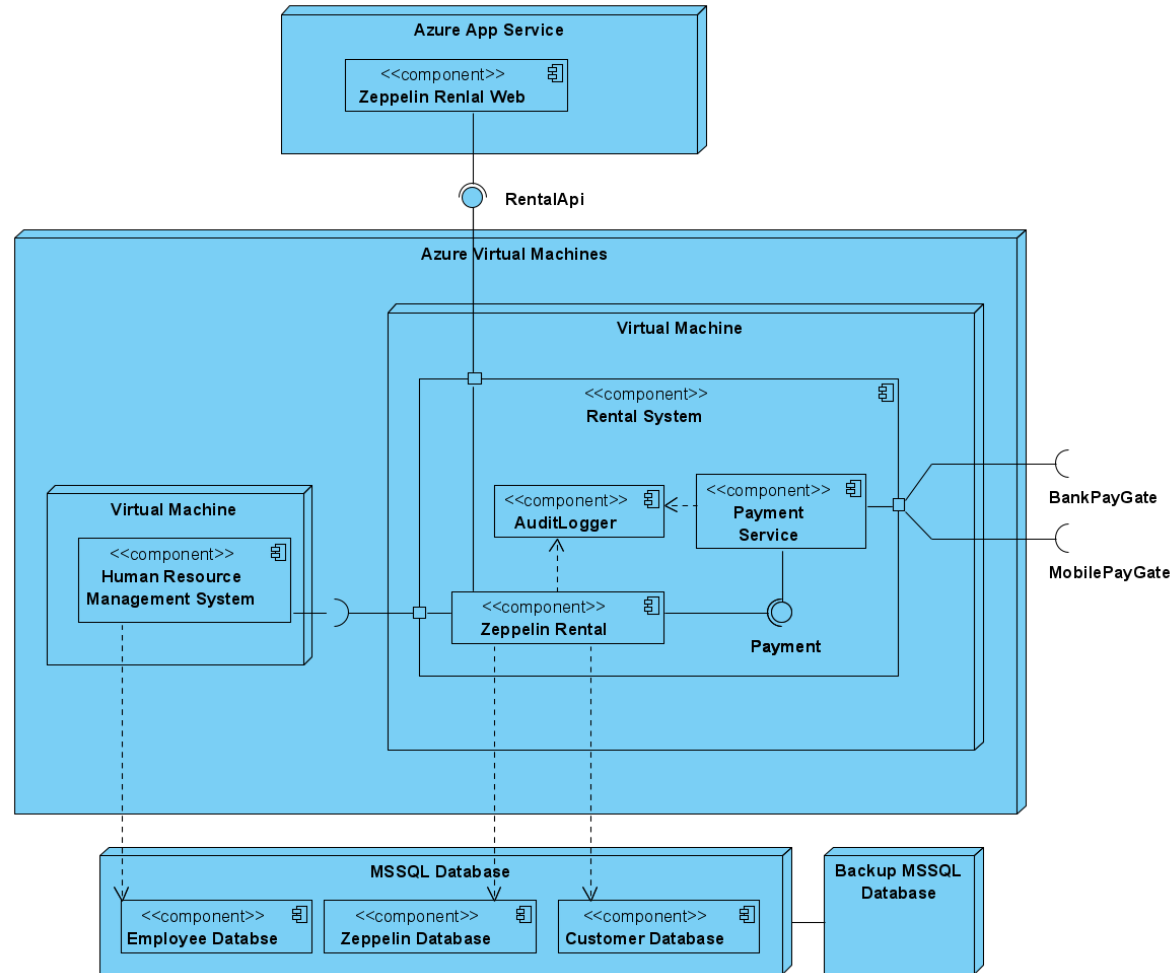 Azure App Service
<<component>>
Zeppelin Renlal Web
RentalApi
Azure Virtual Machines
Virtual Machine
<<component>>
Rental System
<<component>>
AuditLogger
<<component>>
Payment
Service
BankPayGate
MobilePayGate
Virtual Machine
<<component>>
Human Resource
Management System
<<component>>
Zeppelin Rental
Payment
MSSQL Database
<<component>>
Employee Databse
<<component>>
Zeppelin Database
<<component>>
Customer Database
Backup MSSQL
Database